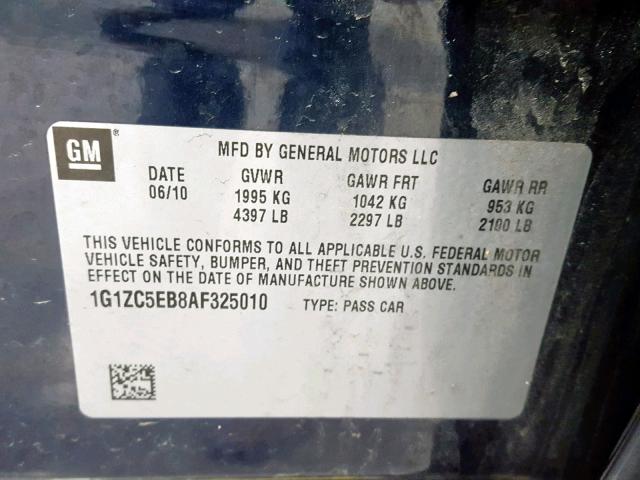 GM®
MFD BY GENERAL MOTORS LLC
DATE GVWR GAWR FRT GAWR RR
06/10 1995 KG 1042 KG 953 KG
4397 LB 2297 LB 2100 LB
THIS VEHICLE CONFORMS TO ALL APPLICABLE U.S. FEDERAL MOTOR
VEHICLE SAFETY, BUMPER, AND THEFT PREVENTION STANDARDS IN
EFFECT ON THE DATE OF MANUFACTURE SHOWN ABOVE.
1G1ZC5EB8AF325010 TYPE: PASS CAR